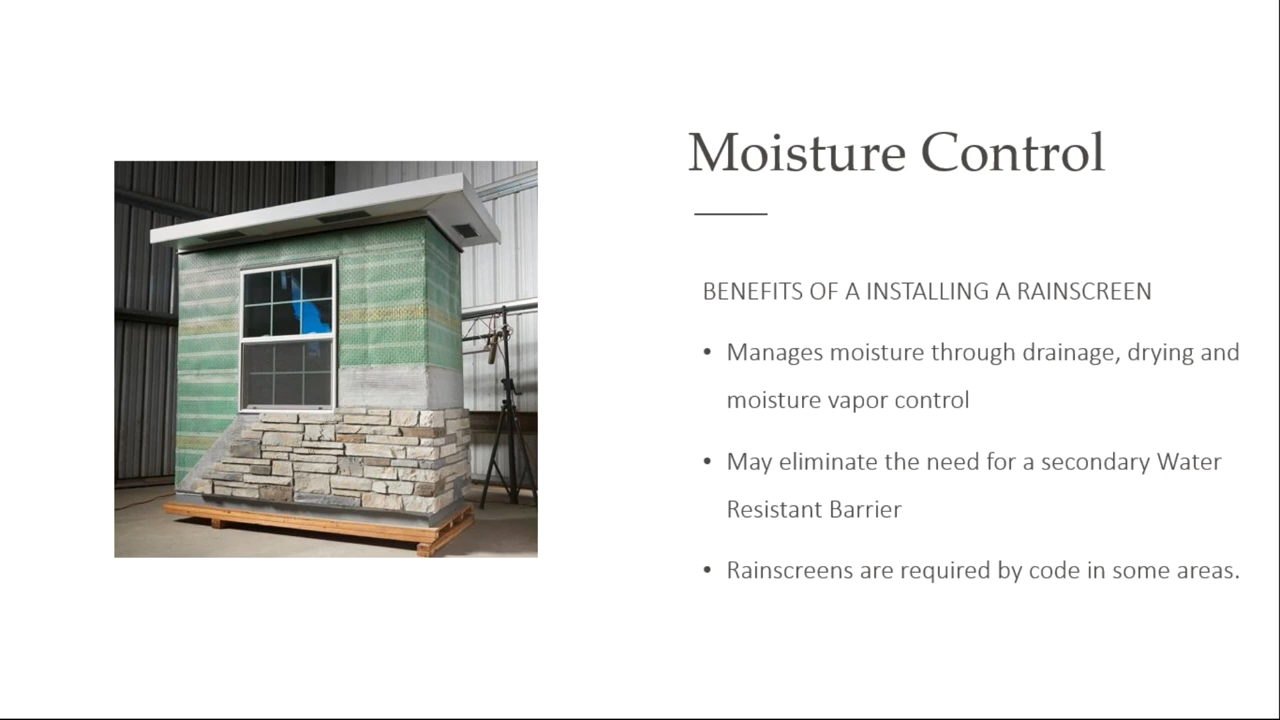 Moisture Control
BENEFITS OF A INSTALLING A RAINSCREEN
• Manages moisture through drainage, drying and
moisture vapor control
• May eliminate the need for a secondary Water
Resistant Barrier
• Rainscreens are required by code in some areas.